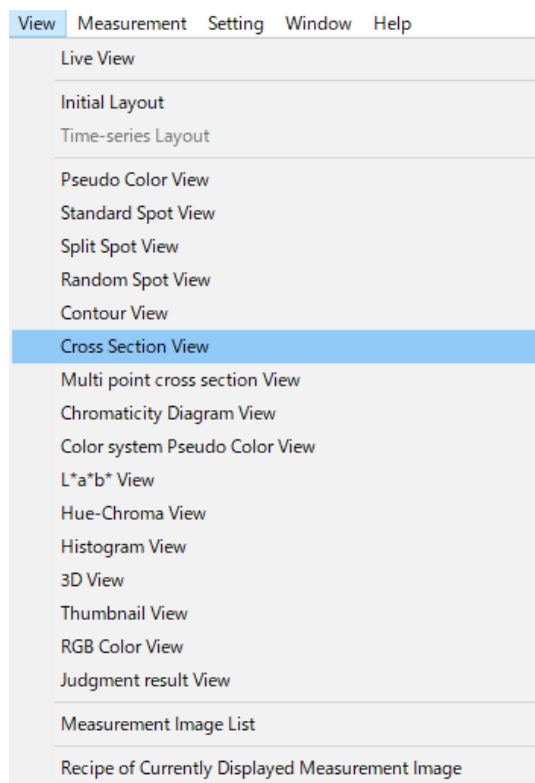 View Measurement Setting Window Help
Live View
Initial Layout
Time-series Layout
Pseudo Color View
Standard Spot View
Split Spot View
Random Spot View
Contour View
Cross Section View
Multi point cross section View
Chromaticity Diagram View
Color system Pseudo Color View
L*a*b* View
Hue-Chroma View
Histogram View
3D View
Thumbnail View
RGB Color View
Judgment result View
Measurement Image List
Recipe of Currently Displayed Measurement Image